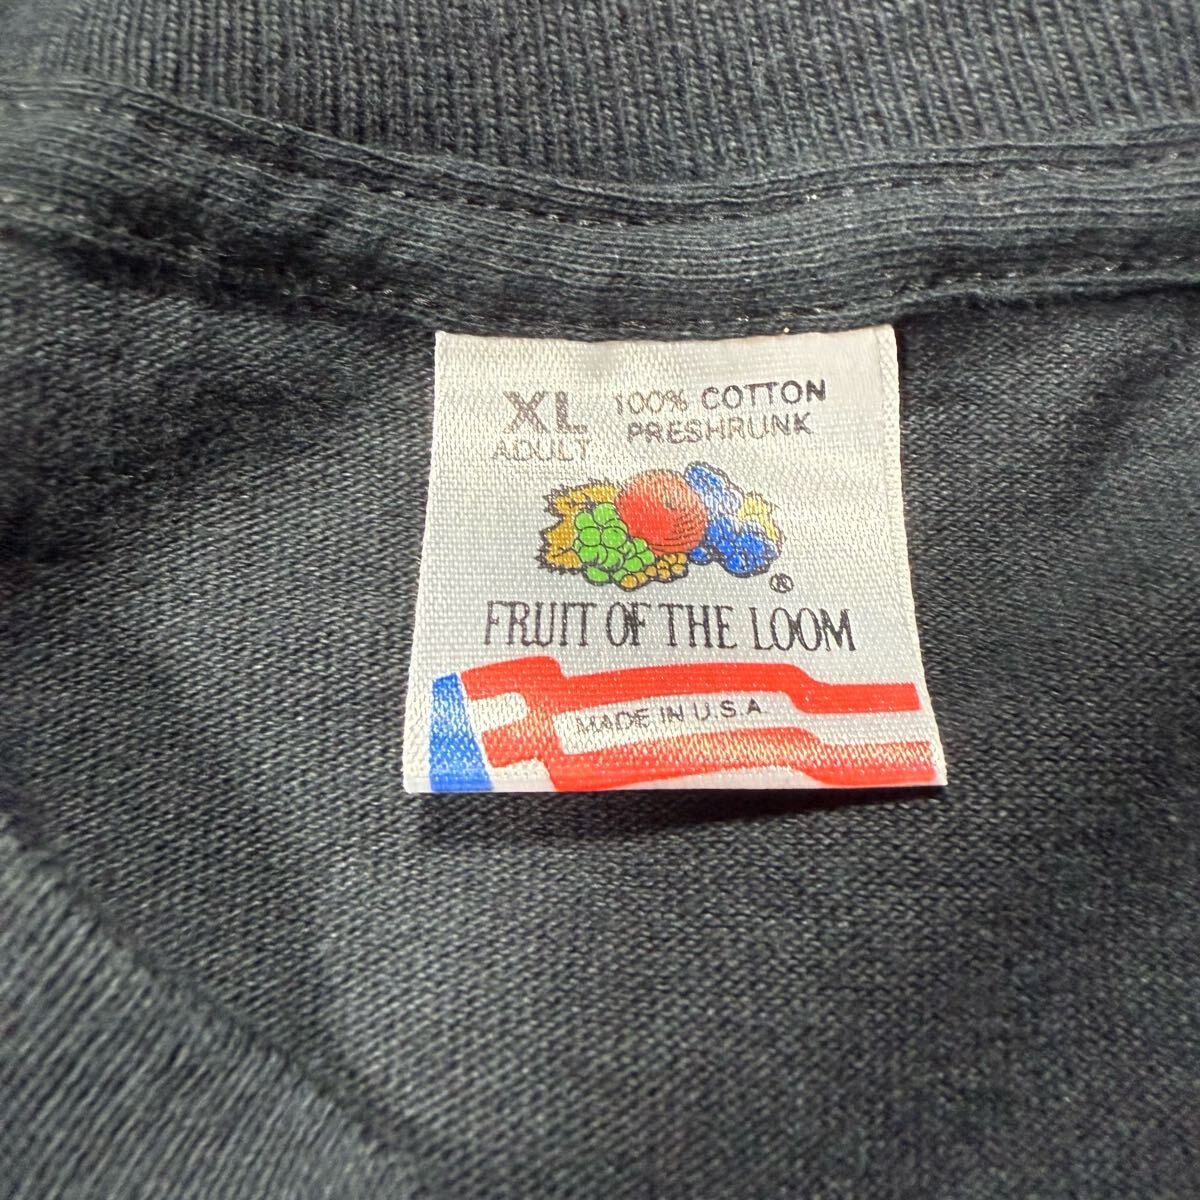 XL
ADULT
100% COTTON
PRESHRUNK
®
FRUIT OF THE LOOM
MADE IN U.S.A